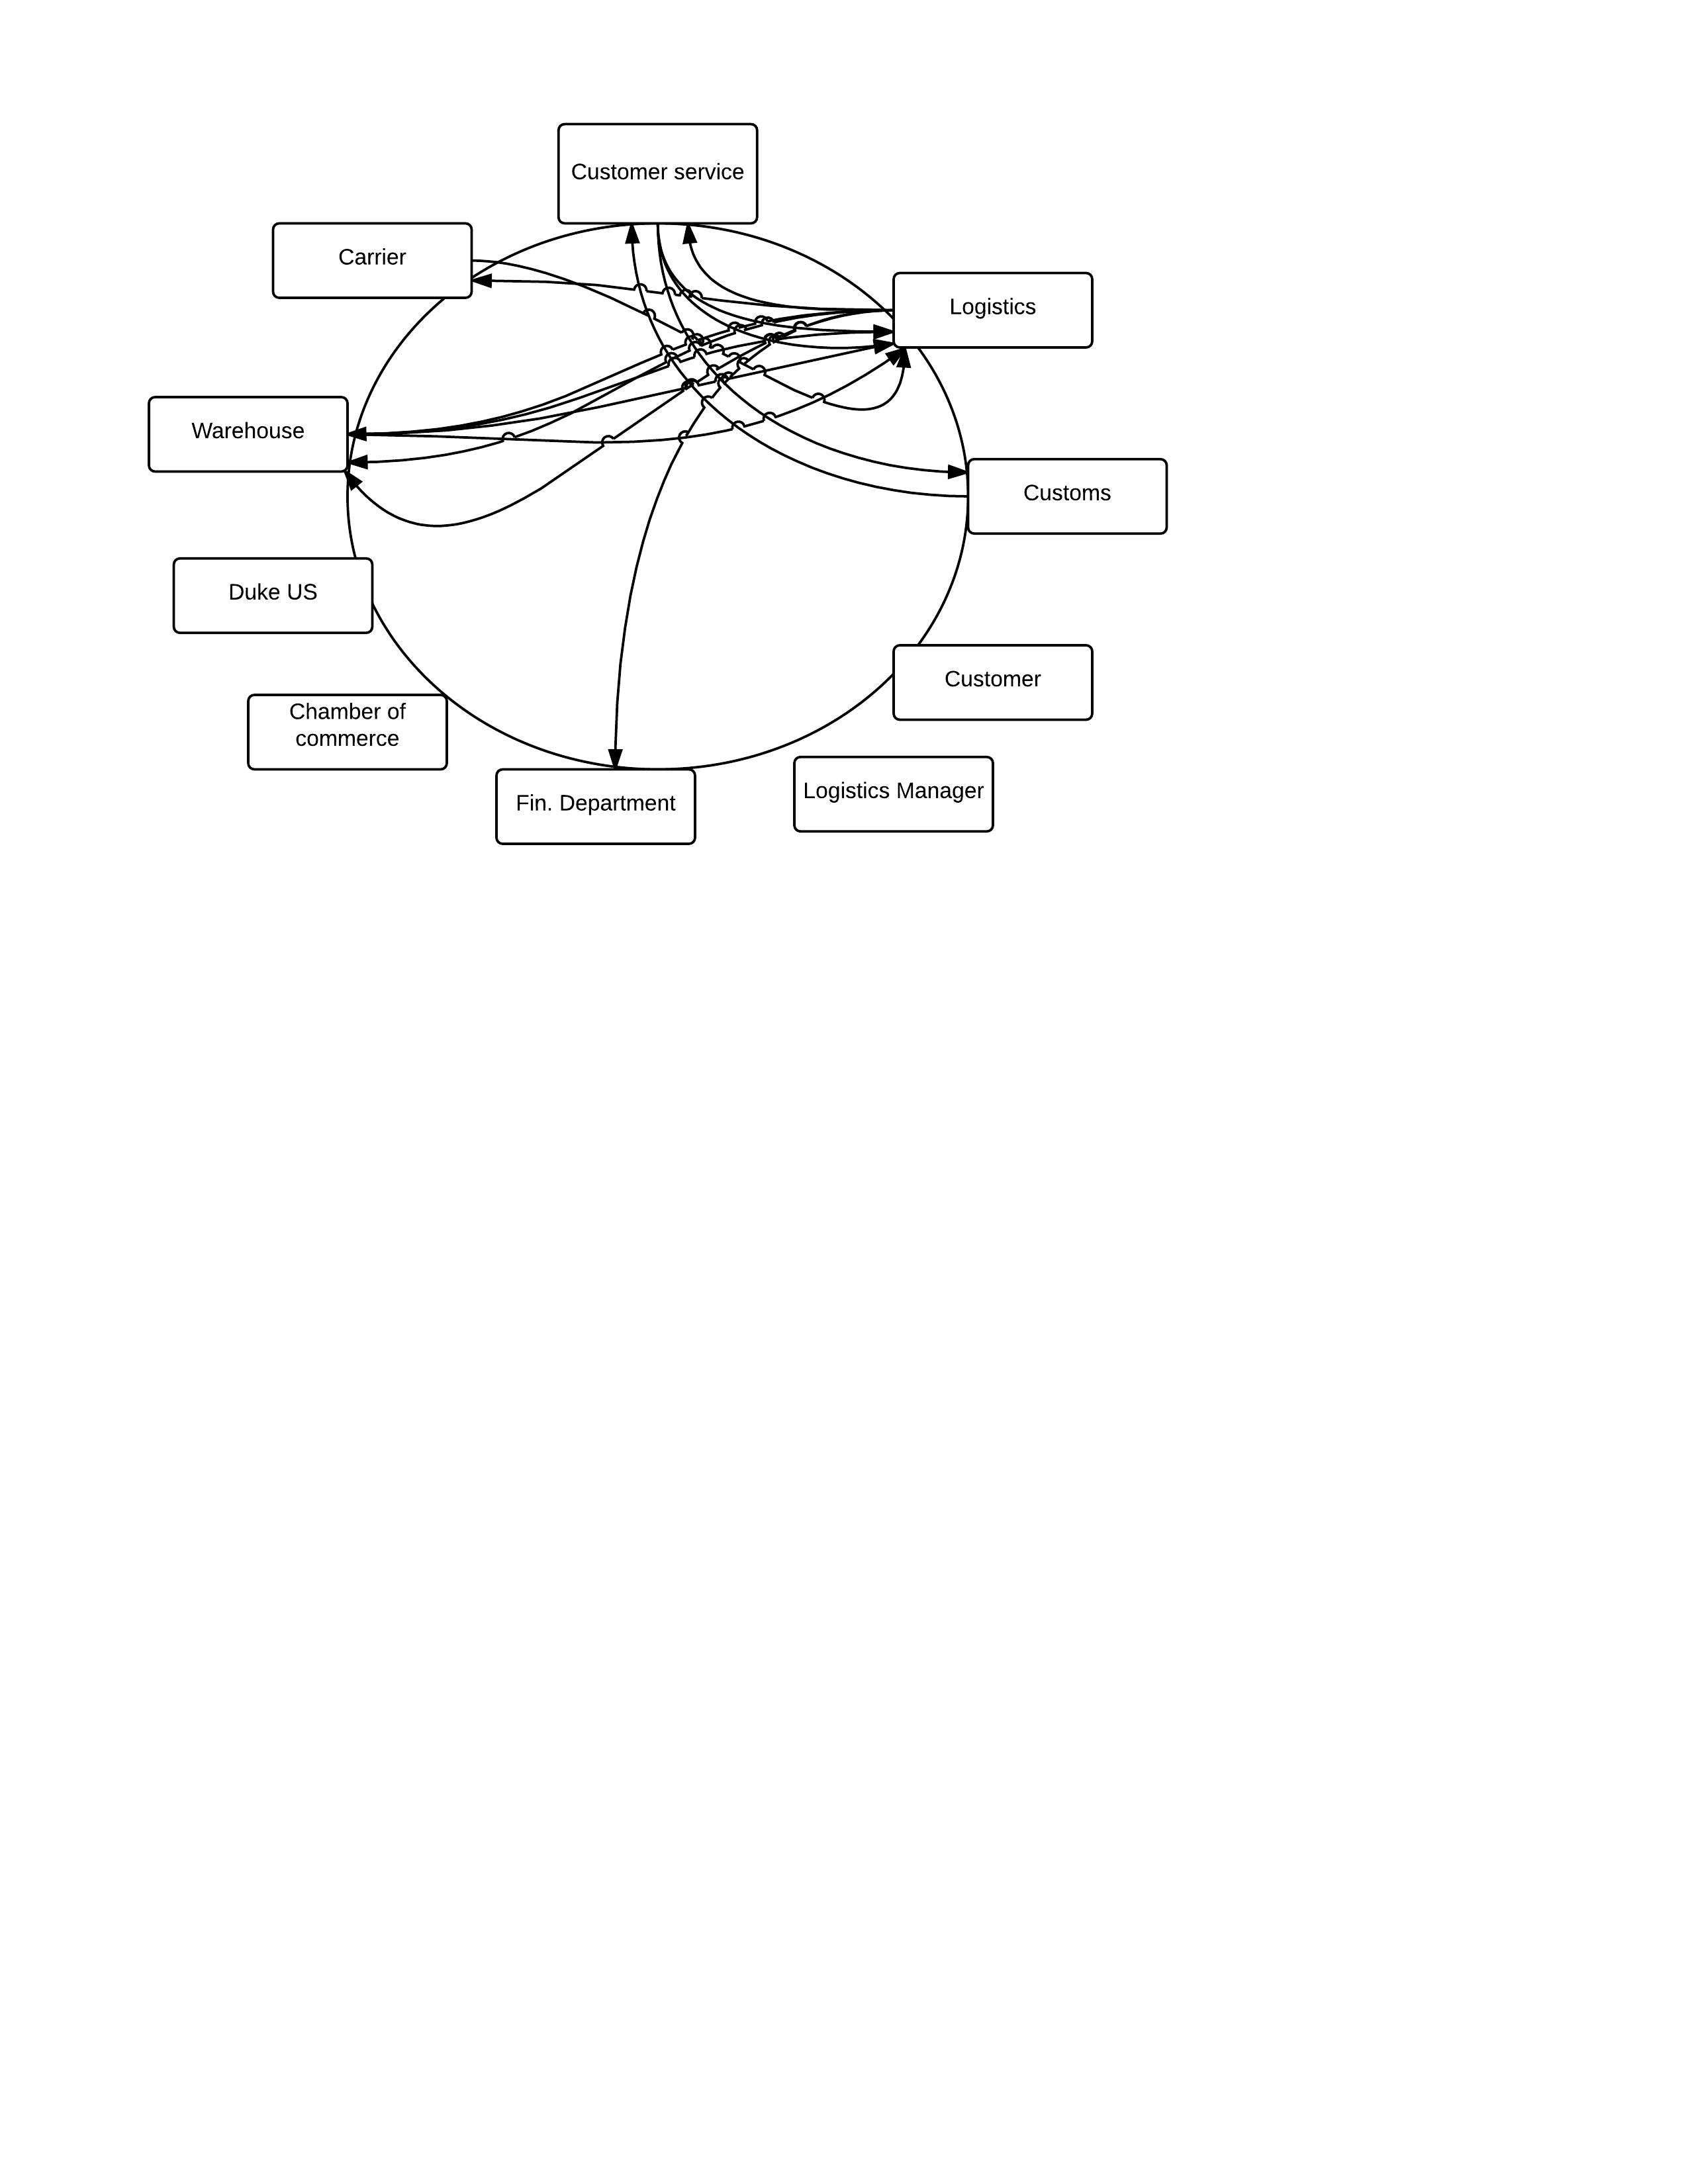 Customer service
Carrier
Logistics
Warehouse
Customs
Duke US
Customer
Chamber of
commerce
Logistics Manager
Fin. Department